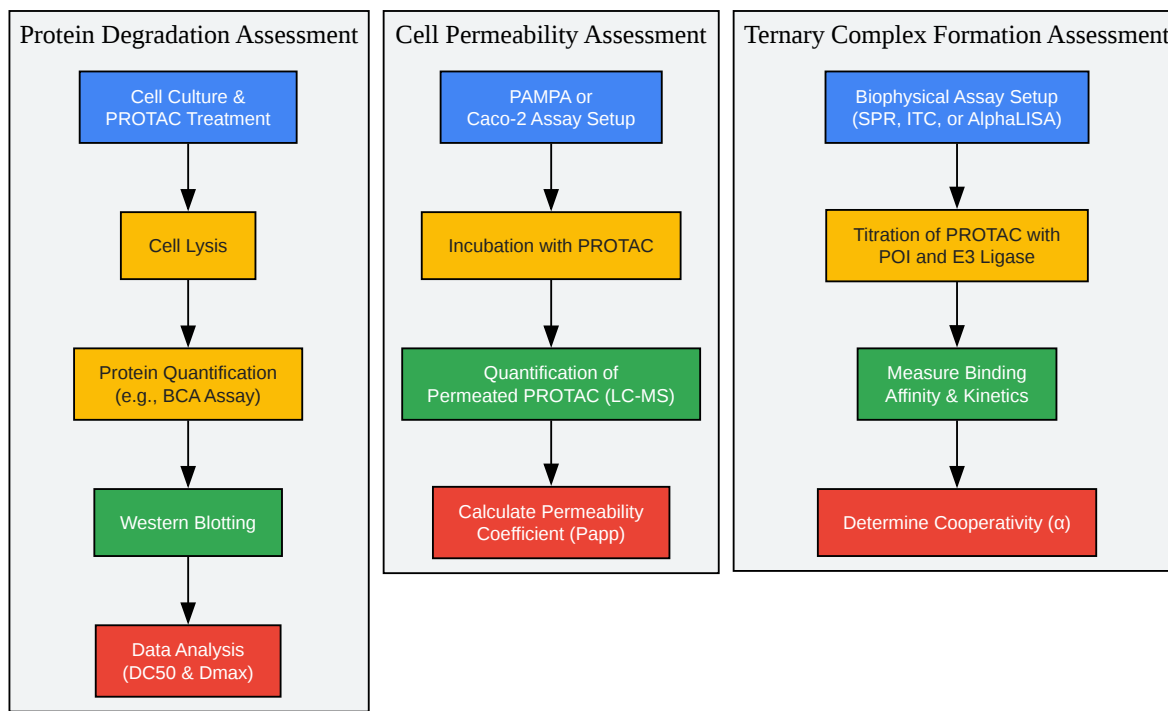 Protein Degradation Assessment
Cell Culture &
PROTAC Treatment
Cell Lysis
Protein Quantification
(e.g., BCA Assay)
Western Blotting
Data Analysis
(DC50 & Dmax)
Cell Permeability Assessment
PAMPA or
Caco-2 Assay Setup
Incubation with PROTAC
Quantification of
Permeated PROTAC (LC-MS)
Calculate Permeability
Coefficient (Papp)
Ternary Complex Formation Assessment
Biophysical Assay Setup
(SPR, ITC, or AlphaLISA)
Titration of PROTAC with
POI and E3 Ligase
Measure Binding
Affinity & Kinetics
Determine Cooperativity (α)